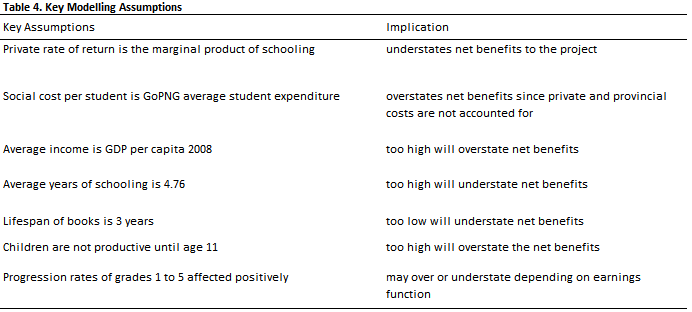 Table 4. Key Modelling Assumptions
Key Assumptions Implication
Private rate of return is the marginal product of schooling understates net benefits to the project
Social cost per student is GoPNG average student expenditure overstates net benefits since private and provincial
costs are not accounted for
Average income is GDP per capita 2008 too high will overstate net benefits
Average years of schooling is 4.76 too high will understate net benefits
Lifespan of books is 3 years too low will understate net benefits
Children are not productive until age 11 too high will overstate the net benefits
Progression rates of grades 1 to 5 affected positively may over or understate depending on earnings
function